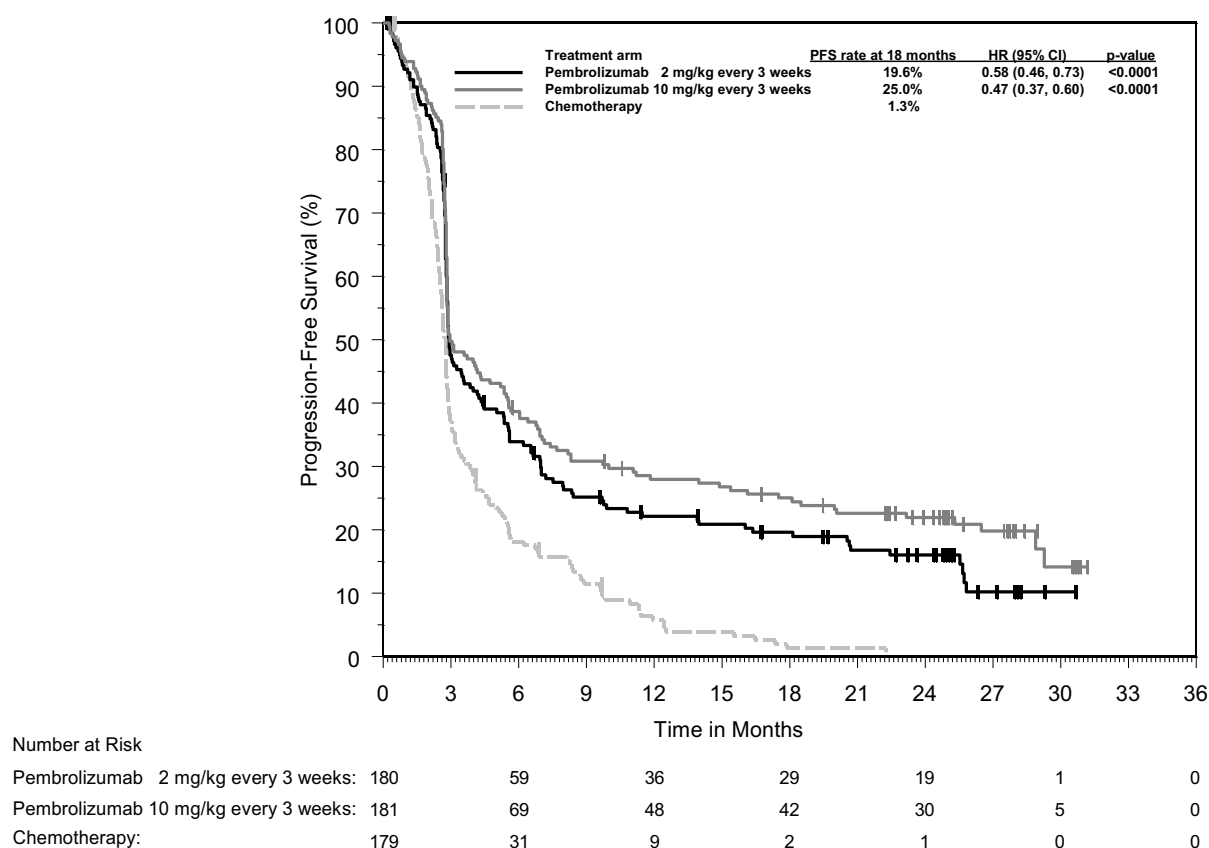 Treatment arm PFS rate at 18 months HR (95% CI) p-value
Pembrolizumab 2 mg/kg every 3 weeks 19.6% 0.58 (0.46, 0.73) <0.0001
Pembrolizumab 10 mg/kg every 3 weeks 25.0% 0.47 (0.37, 0.60) <0.0001
Chemotherapy 1.3%
Progression-Free Survival (%)
100
90
80
70
60
50
40
30
20
10
0
0 3 6 9 12 15 18 21 24 27 30 33 36
Time in Months
Number at Risk
Pembrolizumab 2 mg/kg every 3 weeks: 180 59 36 29 19 1 0
Pembrolizumab 10 mg/kg every 3 weeks: 181 69 48 42 30 5 0
Chemotherapy: 179 31 9 2 1 0 0